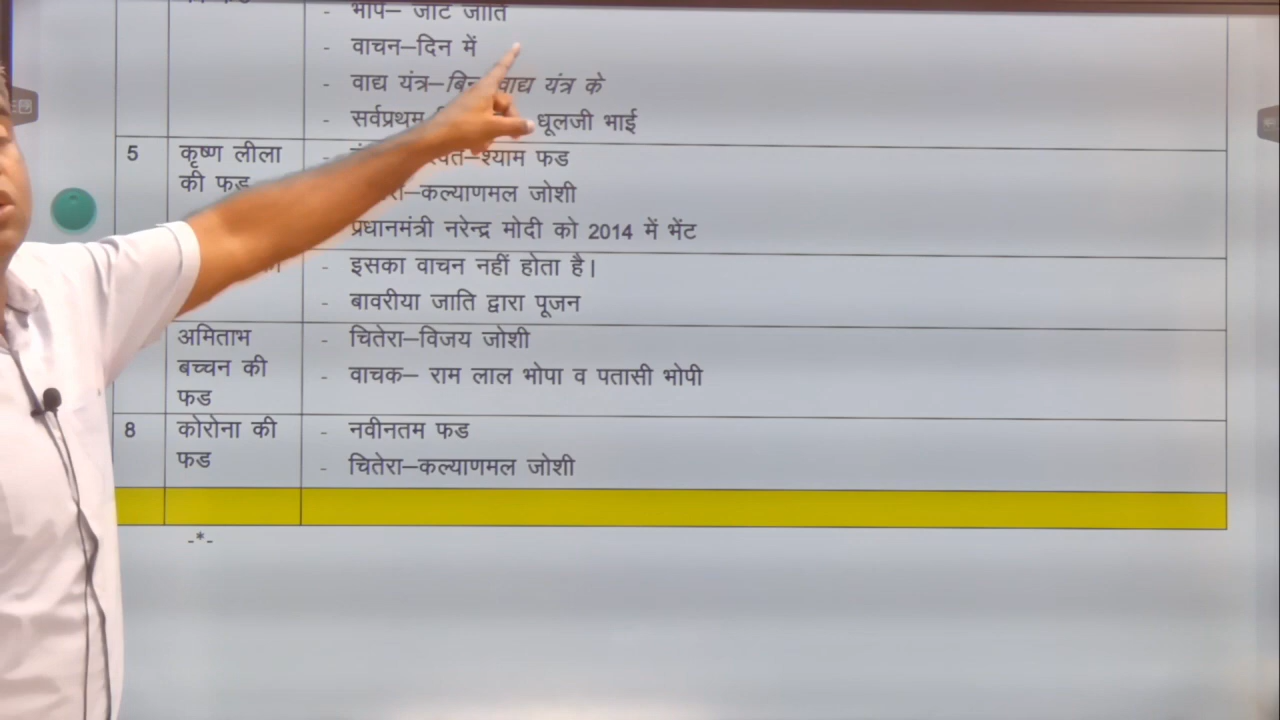 - भोपे– जाट जाति
- वाचन–दिन में
- वाद्य यंत्र– वाद्य यंत्र के
- सर्वप्रथम धूलजी भाई
5 कृष्ण लीला
की फड
–श्याम फड
–कल्याणमल जोशी
प्रधानमंत्री नरेन्द्र मोदी को 2014 में भेंट
- इसका वाचन नहीं होता है।
- बावरीया जाति द्वारा पूजन
अमिताभ
बच्चन की
फड
- चितेरा–विजय जोशी
- वाचक– राम लाल भोपा व पतासी भोपी
8 कोरोना की
फड
- नवीनतम फड
- चितेरा–कल्याणमल जोशी
-*-